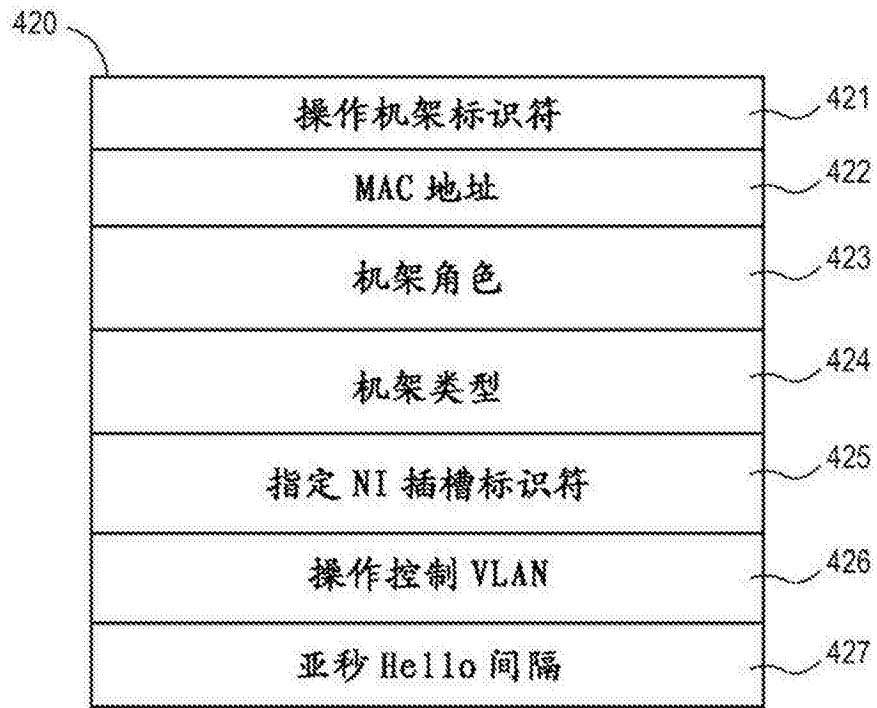 420
操作机架标识符 421
MAC 地址 422
机架角色 423
机架类型 424
指定 NI 插槽标识符 425
操作控制 VLAN 426
亚秒 Hello 间隔 427